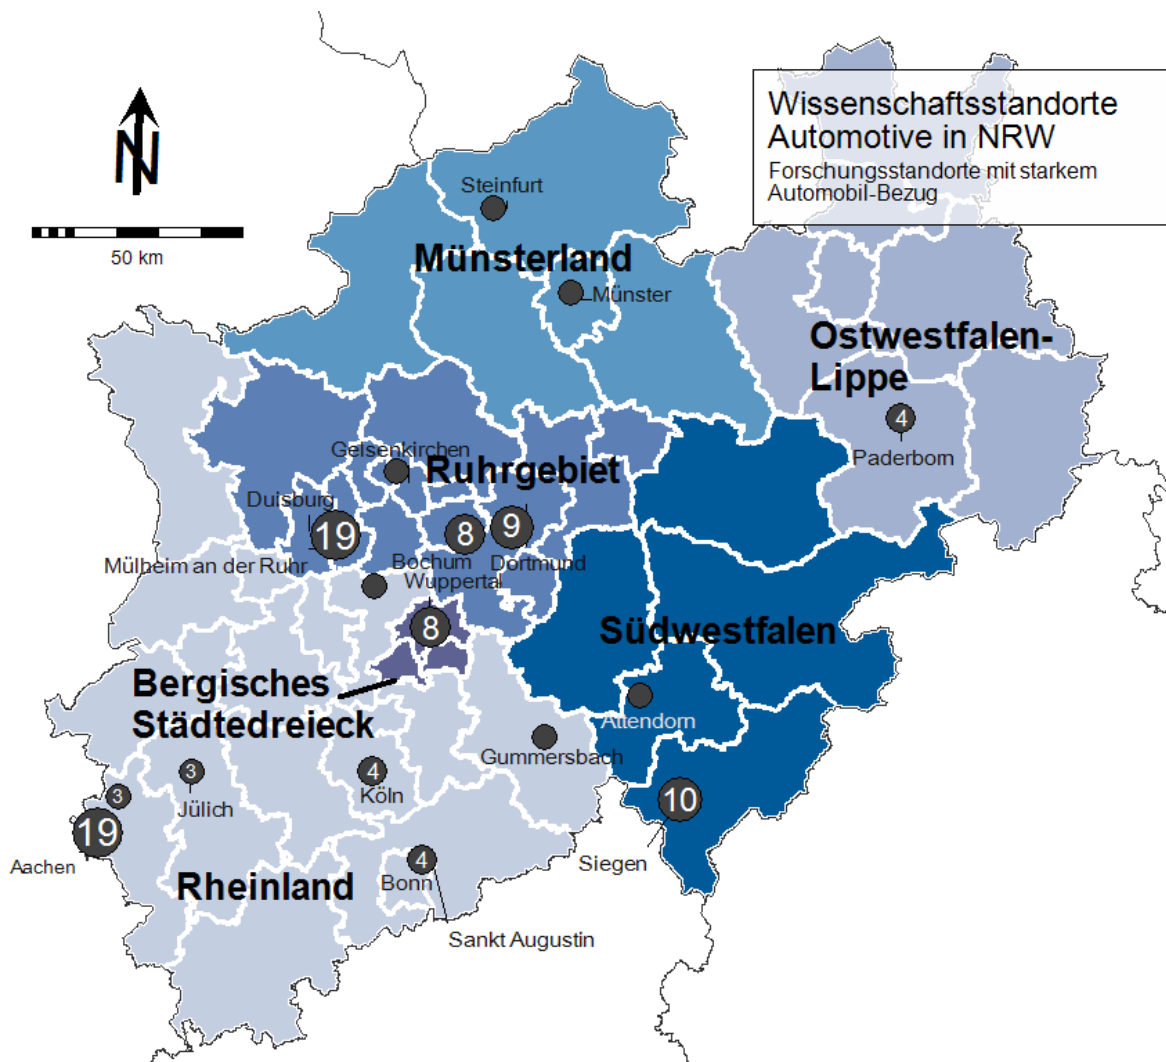 Wissenschaftsstandorte
Automotive in NRW
Forschungsstandorte mit starkem
Automobil-Bezug
N
50 km
Steinfurt
Münsterland
Münster
Ostwestfalen-
Lippe
4
Paderborn
Gelsenkirchen
Ruhrgebiet
Duisburg
19
8
9
Mülheim an der Ruhr
Bochum
Dortmund
Wuppertal
8
Südwestfalen
Bergisches
Städtedreieck
Attendorn
Gummersbach
3
Jülich
4
Köln
3
19
Aachen
10
Siegen
4
Bonn
Rheinland
Sankt Augustin